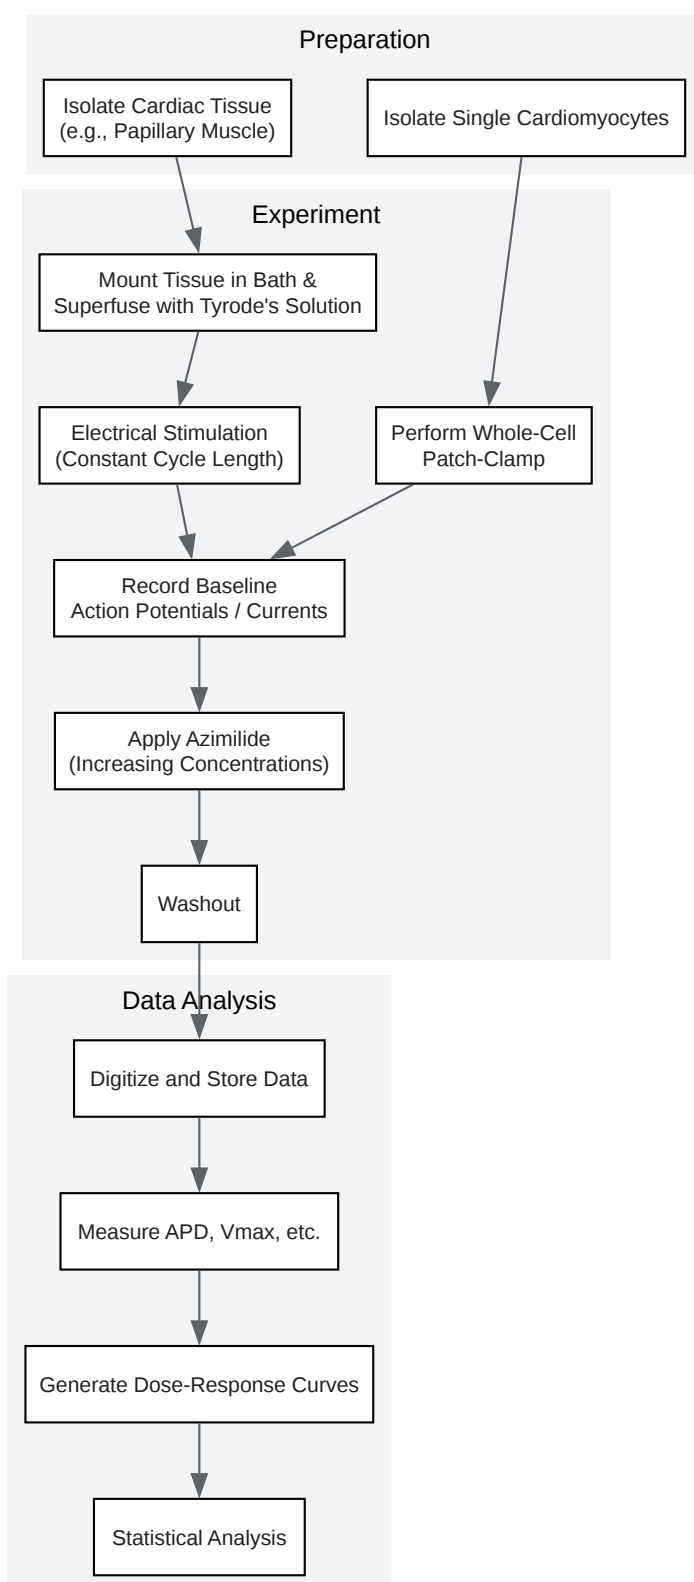 Preparation
Isolate Cardiac Tissue
(e.g., Papillary Muscle)
Isolate Single Cardiomyocytes
Experiment
Mount Tissue in Bath &
Superfuse with Tyrode's Solution
Electrical Stimulation
(Constant Cycle Length)
Perform Whole-Cell
Patch-Clamp
Record Baseline
Action Potentials / Currents
Apply Azimilide
(Increasing Concentrations)
Washout
Data Analysis
Digitize and Store Data
Measure APD, Vmax, etc.
Generate Dose-Response Curves
Statistical Analysis